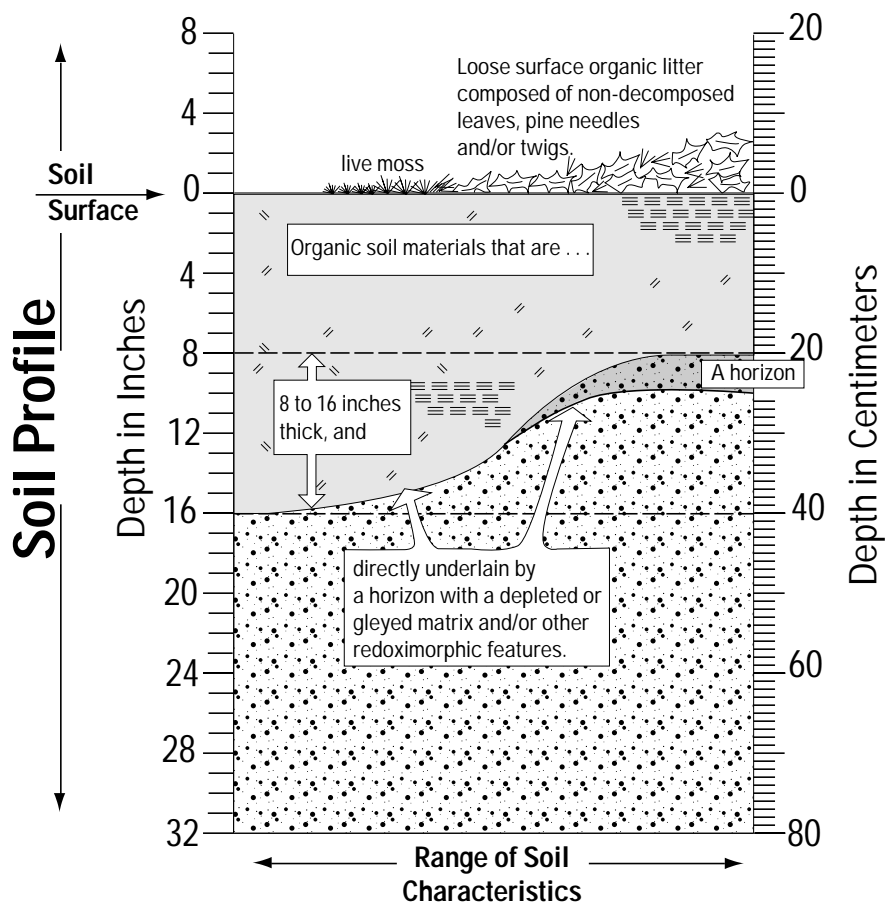 8
4
0
4
8
12
16
20
24
28
32
20
0
20
40
60
80
Soil Profile
Soil
Surface
Depth in Inches
Depth in Centimeters
Loose surface organic litter
composed of non-decomposed
leaves, pine needles
and/or twigs.
live moss
Organic soil materials that are . . .
A horizon
8 to 16 inches
thick, and
directly underlain by
a horizon with a depleted or
gleyed matrix and/or other
redoximorphic features.
Range of Soil
Characteristics